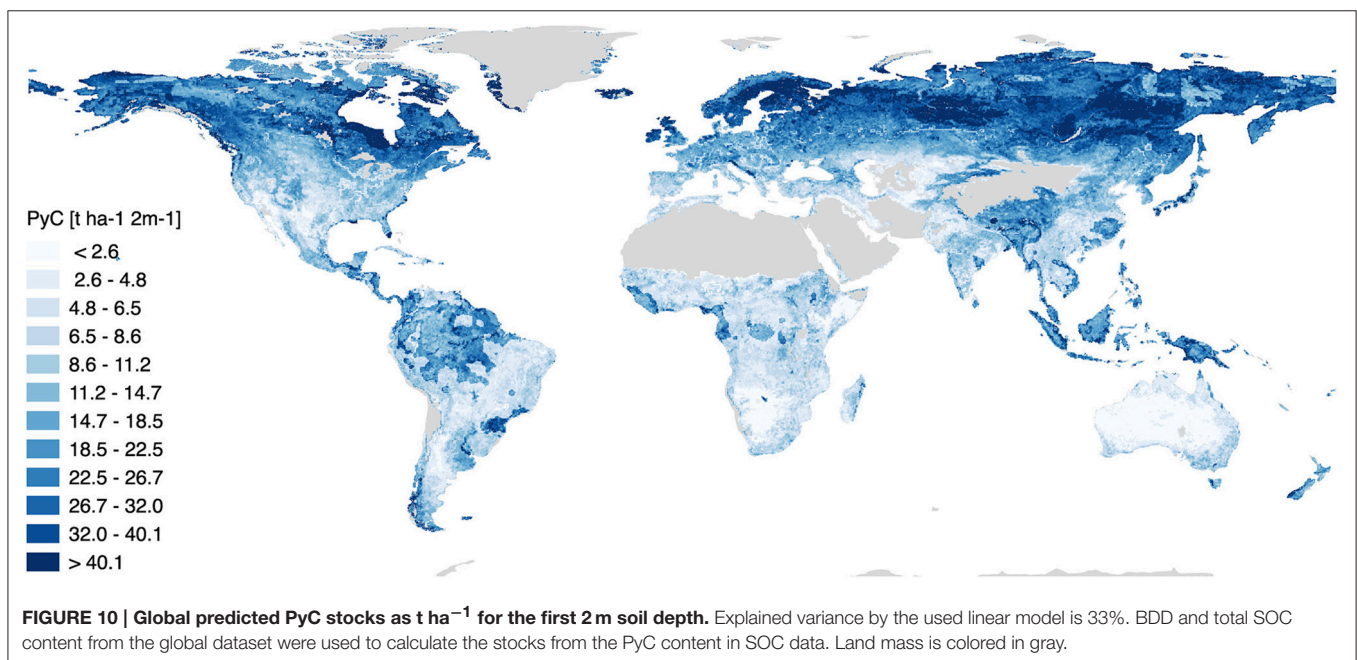 PyC [t ha-1 2m-1]
< 2.6
2.6 - 4.8
4.8 - 6.5
6.5 - 8.6
8.6 - 11.2
11.2 - 14.7
14.7 - 18.5
18.5 - 22.5
22.5 - 26.7
26.7 - 32.0
32.0 - 40.1
> 40.1
FIGURE 10 | Global predicted PyC stocks as t ha−1 for the first 2 m soil depth. Explained variance by the used linear model is 33%. BDD and total SOC
content from the global dataset were used to calculate the stocks from the PyC content in SOC data. Land mass is colored in gray.